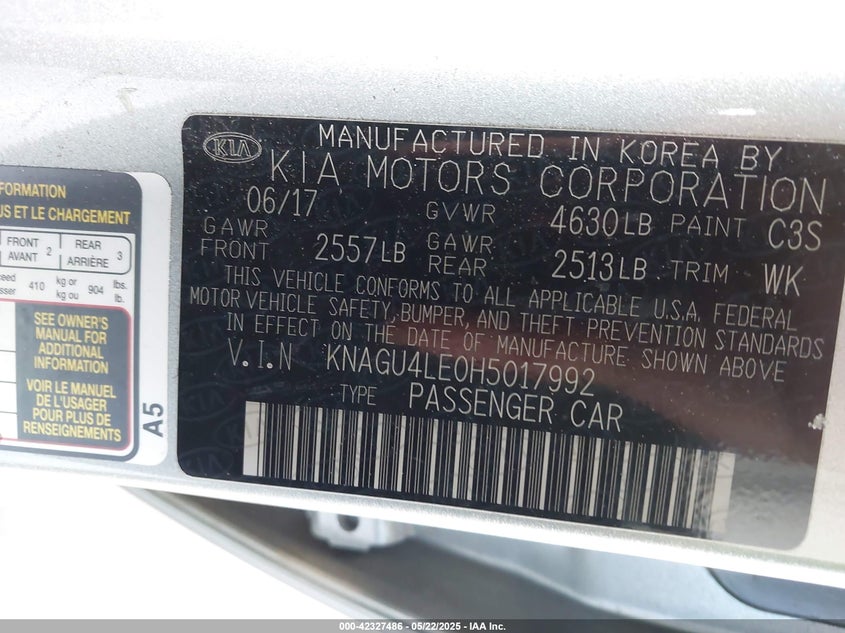 FORMATION
US ET LE CHARGEMENT
FRONT
AVANT 2
REAR
ARRIÈRE 3
410 kg or
kg ou 904 lbs.
lb.
SEE OWNER'S
MANUAL FOR
ADDITIONAL
INFORMATION
VOIR LE MANUEL
DE L'USAGER
POUR PLUS DE
RENSEIGNEMENTS
A5
KIA
MANUFACTURED IN KOREA BY
KIA MOTORS CORPORATION
06/17 GVWR 4630LB PAINT C3S
GAWR
FRONT 2557LB GAWR
REAR 2513LB TRIM WK
THIS VEHICLE CONFORMS TO ALL APPLICABLE U.S.A. FEDERAL
MOTOR VEHICLE SAFETY, BUMPER, AND THEFT PREVENTION STANDARDS
IN EFFECT ON THE DATE OF MANUFACTURE SHOWN ABOVE
V.I.N KNAGU4LE0H5017992
TYPE PASSENGER CAR
000-42327486 - 05/22/2025 - IAA Inc.